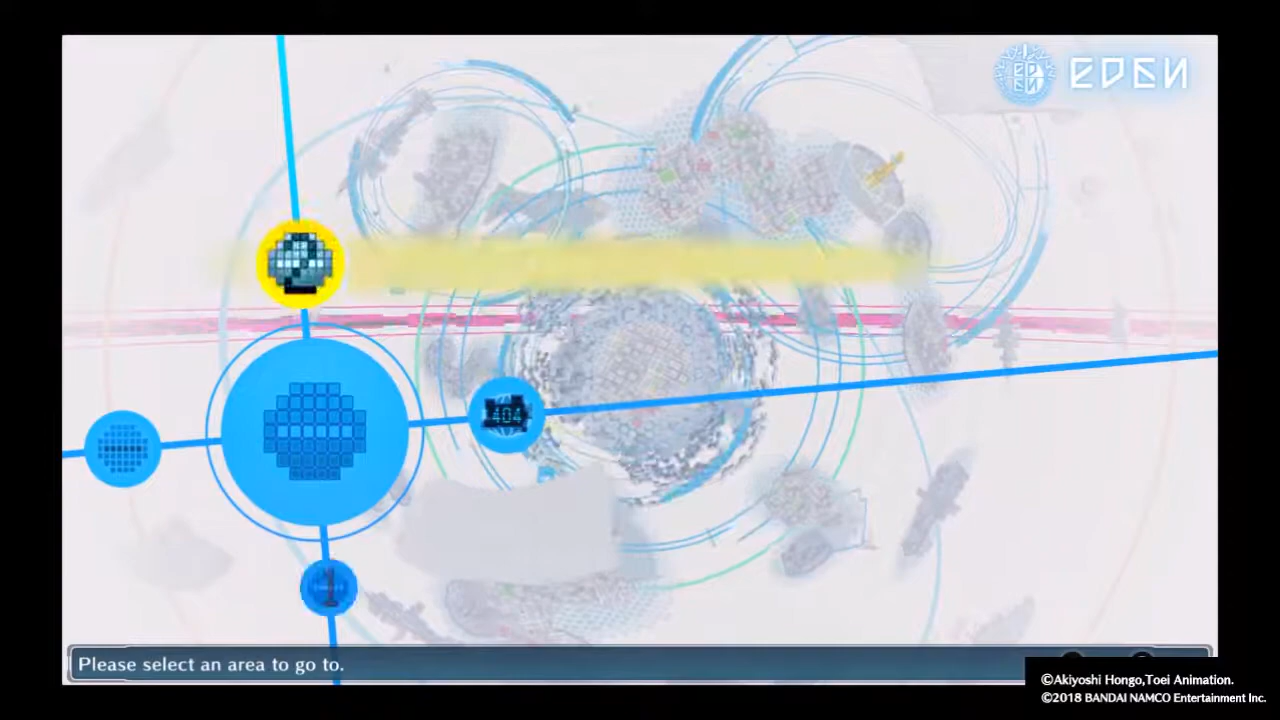 EDEN
404
Please select an area to go to.
©Akiyoshi Hongo,Toei Animation.
©2018 BANDAI NAMCO Entertainment Inc.